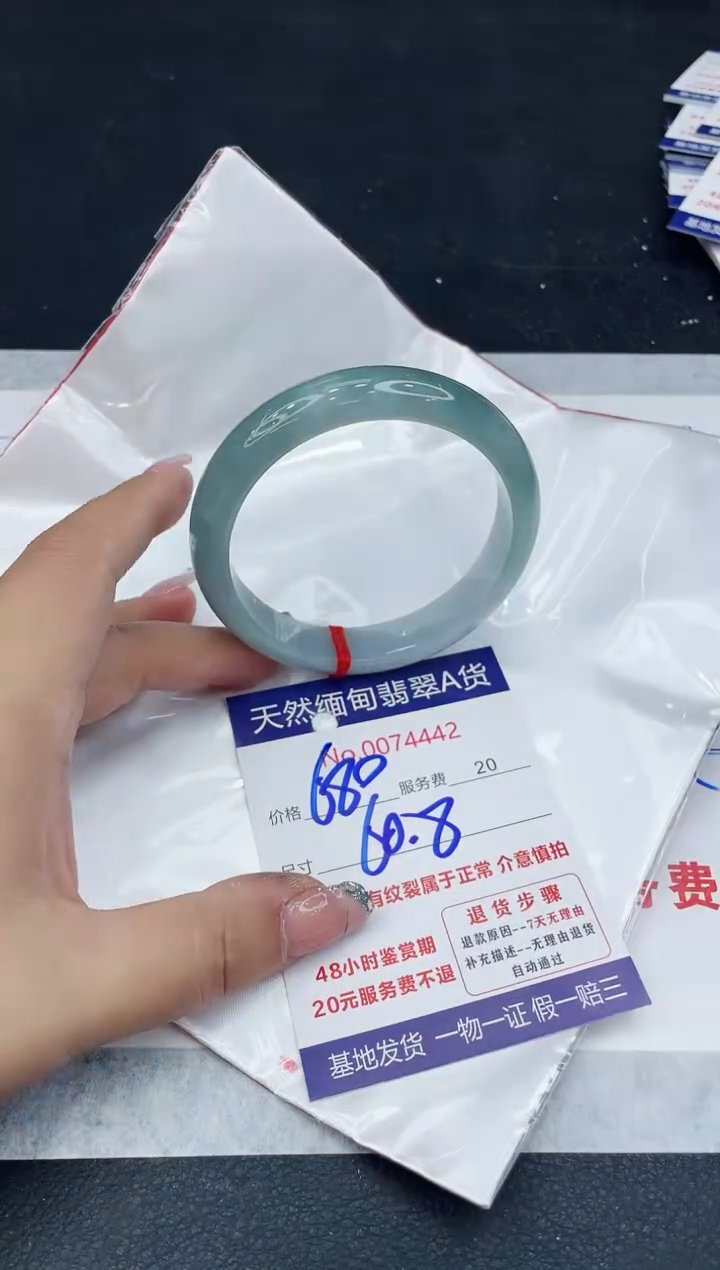 天然缅甸翡翠A货
No.0074442
价格 680 服务费 20
尺寸 60.8
有纹裂属于正常 介意慎拍
48小时鉴赏期
20元服务费不退
退货步骤
退款原因--7天无理由
补充描述--无理由退货
自动通过
基地发货 一物一证 假一赔三
费